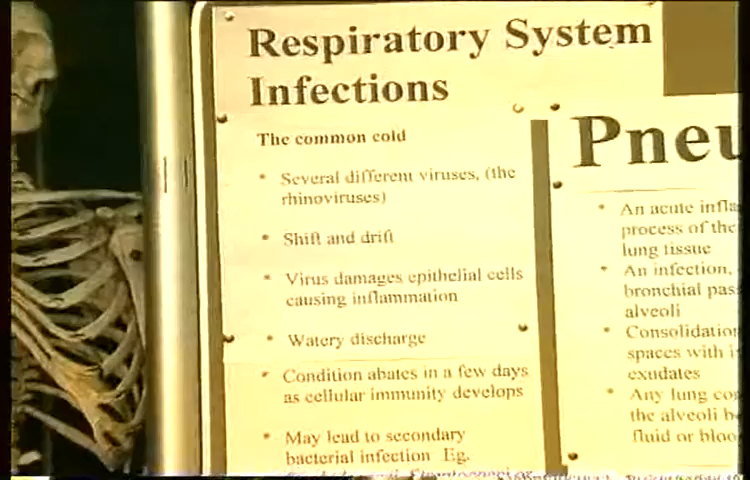 Respiratory System
Infections
The common cold
• Several different viruses, (the
rhinoviruses)
• Shift and drift
• Virus damages epithelial cells
causing inflammation
• Watery discharge
• Condition abates in a few days
as cellular immunity develops
• May lead to secondary
bacterial infection Eg.
Pneu
• An acute infla
process of the
lung tissue
• An infection,
bronchial pas
alveoli
• Consolidation
spaces with i
exudates
• Any lung con
the alveoli b
fluid or bloo